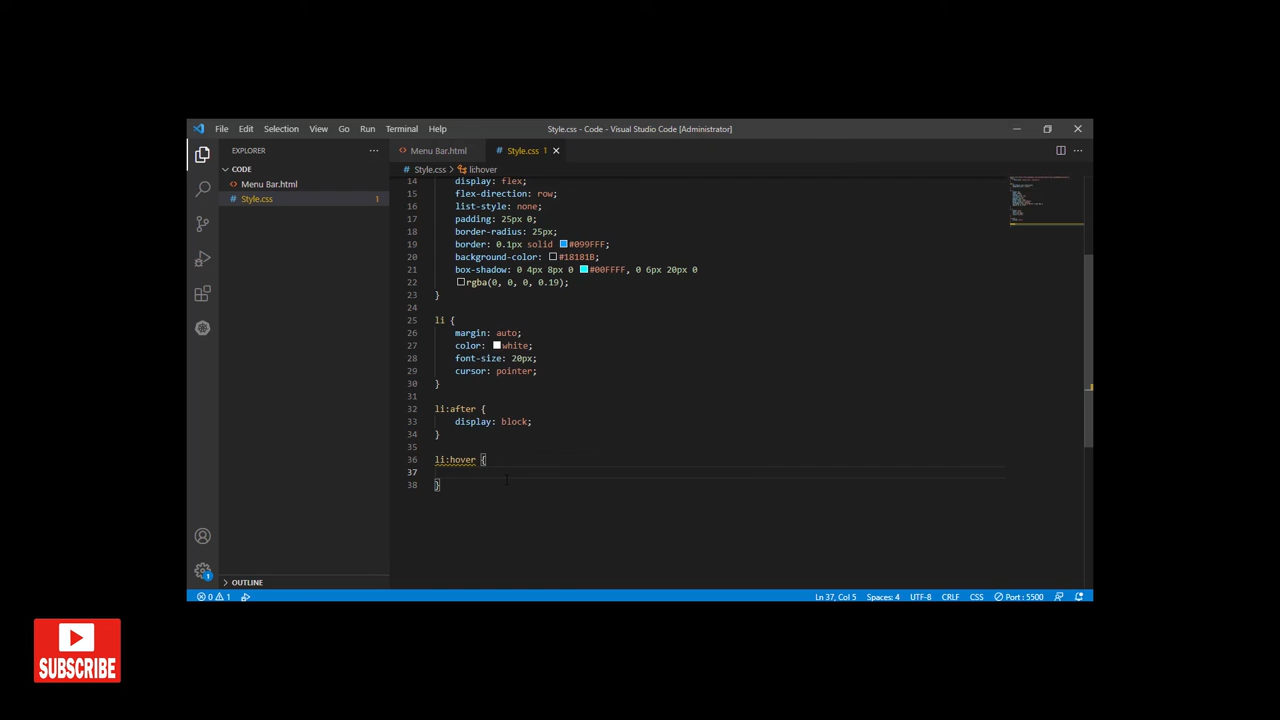 File Edit Selection View Go Run Terminal Help
Style.css - Code - Visual Studio Code [Administrator]
EXPLORER
Menu Bar.html
Style.css 1
CODE
Style.css > li:hover
Menu Bar.html
Style.css 1
14 display: flex;
15 flex-direction: row;
16 list-style: none;
17 padding: 25px 0;
18 border-radius: 25px;
19 border: 0.1px solid #099FFF;
20 background-color: #18181B;
21 box-shadow: 0 4px 8px 0 #00FFFF, 0 6px 20px 0
22 rgba(0, 0, 0, 0.19);
23 }
24
25 li {
26 margin: auto;
27 color: white;
28 font-size: 20px;
29 cursor: pointer;
30 }
31
32 li:after {
33 display: block;
34 }
35
36 li:hover {
37
38 }
OUTLINE
1
0 1
Ln 37, Col 5 Spaces: 4 UTF-8 CRLF CSS Port : 5500
SUBSCRIBE